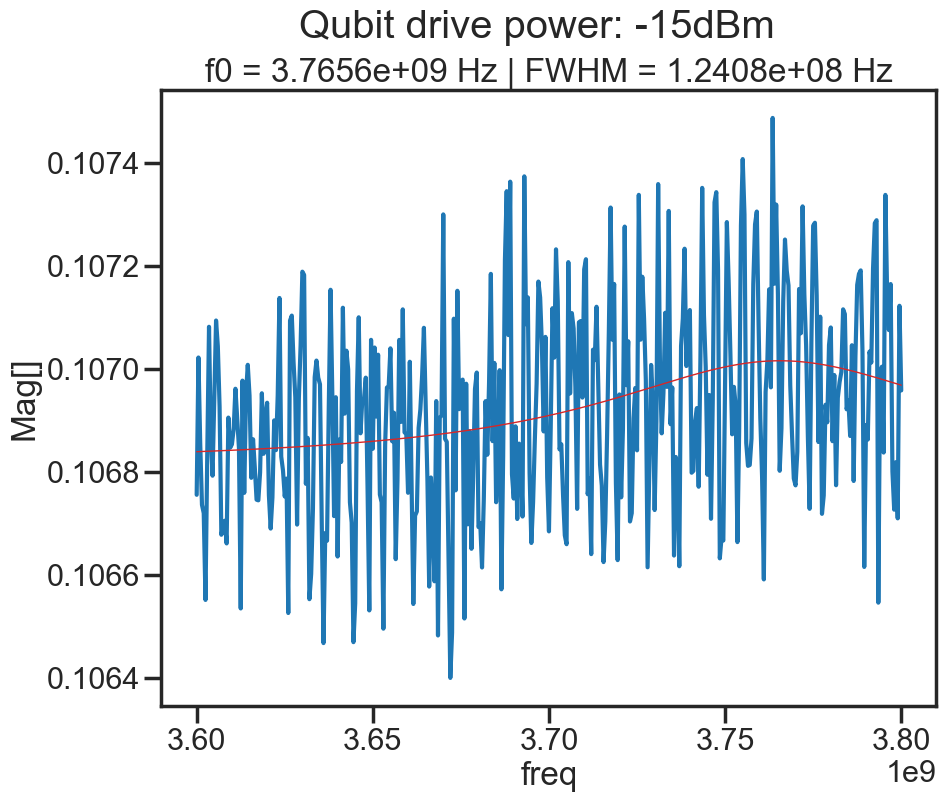 Qubit drive power: -15dBm
f0 = 3.7656e+09 Hz | FWHM = 1.2408e+08 Hz
0.1074
0.1072
0.1070
0.1068
0.1066
0.1064
Mag[]
3.60 3.65 3.70 3.75 3.80
freq
1e9